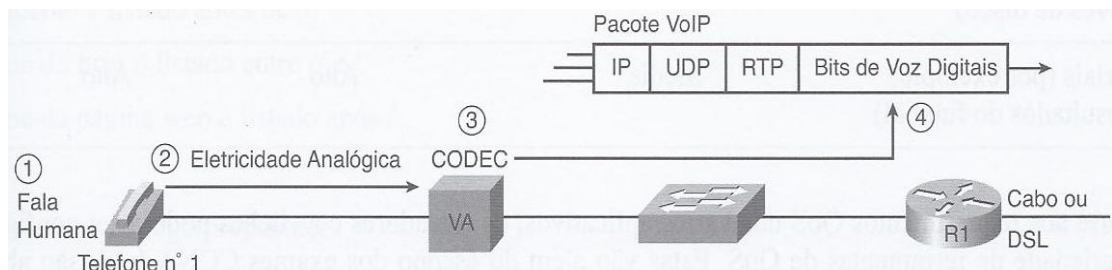 Pacote VoIP
IP UDP RTP Bits de Voz Digitais
① ② Eletricidade Analógica ③ CODEC ④
Fala
Humana
VA
R1
Cabo ou
DSL
Telefone n° 1